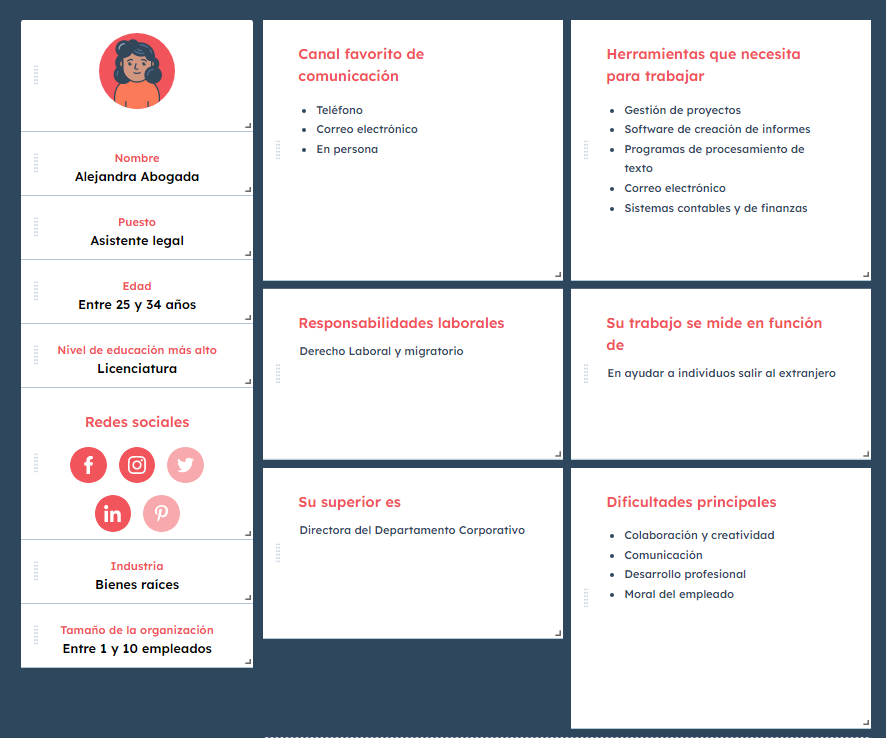 Nombre
Alejandra Abogada
Puesto
Asistente legal
Edad
Entre 25 y 34 años
Nivel de educación más alto
Licenciatura
Redes sociales
Industria
Bienes raíces
Tamaño de la organización
Entre 1 y 10 empleados
Canal favorito de
comunicación
Teléfono
Correo electrónico
En persona
Herramientas que necesita
para trabajar
Gestión de proyectos
Software de creación de informes
Programas de procesamiento de
texto
Correo electrónico
Sistemas contables y de finanzas
Responsabilidades laborales
Derecho Laboral y migratorio
Su trabajo se mide en función
de
En ayudar a individuos salir al extranjero
Su superior es
Directora del Departamento Corporativo
Dificultades principales
Colaboración y creatividad
Comunicación
Desarrollo profesional
Moral del empleado